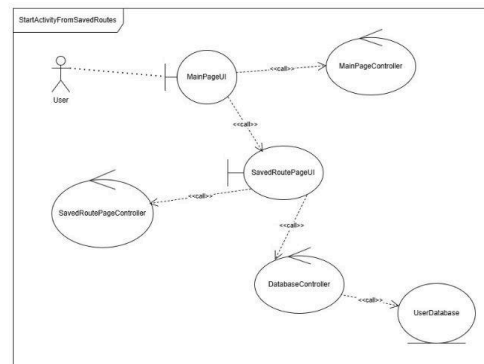 StartActivityFromSavedRoutes
User
MainPageUI
<<call>>
MainPageController
<<call>>
SavedRoutePageUI
<<call>>
SavedRoutePageController
<<call>>
DatabaseController
<<call>>
UserDatabase